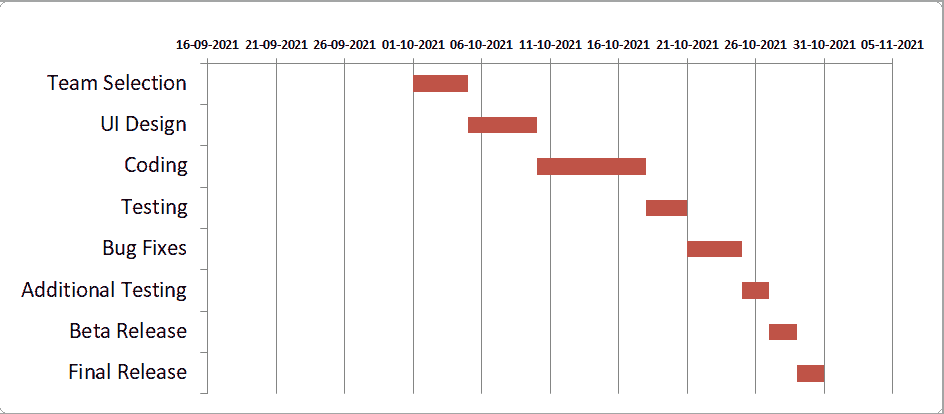 16-09-2021 21-09-2021 26-09-2021 01-10-2021 06-10-2021 11-10-2021 16-10-2021 21-10-2021 26-10-2021 31-10-2021 05-11-2021
Team Selection
UI Design
Coding
Testing
Bug Fixes
Additional Testing
Beta Release
Final Release